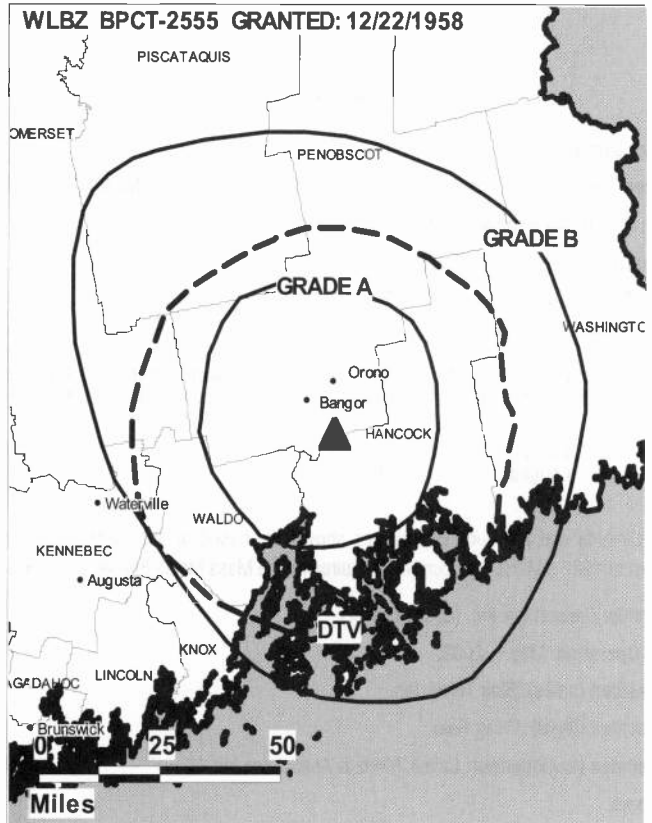 WLBZ BPCT-2555 GRANTED: 12/22/1958
PISCATAQUIS
OMERSET
PENOBSCOT
GRADE B
GRADE A
WASHINGTO
Orono
Bangor
HANCOCK
Waterville
WALDO
KENNEBEC
Augusta
DTV
KNOX
LINCOLN
AGADAHOC
Brunswick
0 25 50
Miles